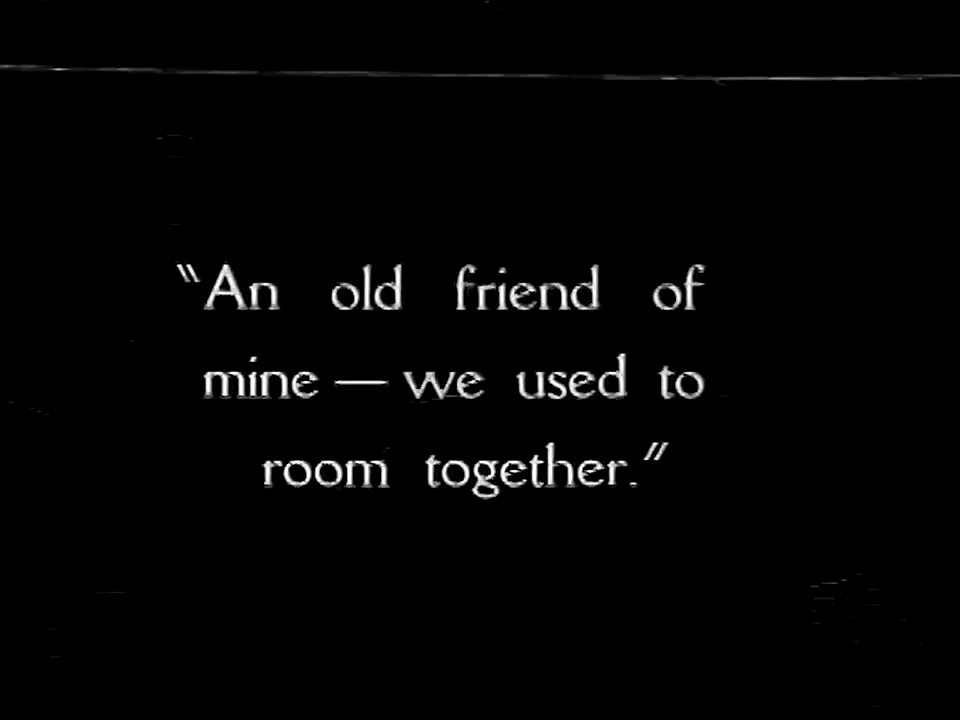 "An old friend of
mine — we used to
room together."